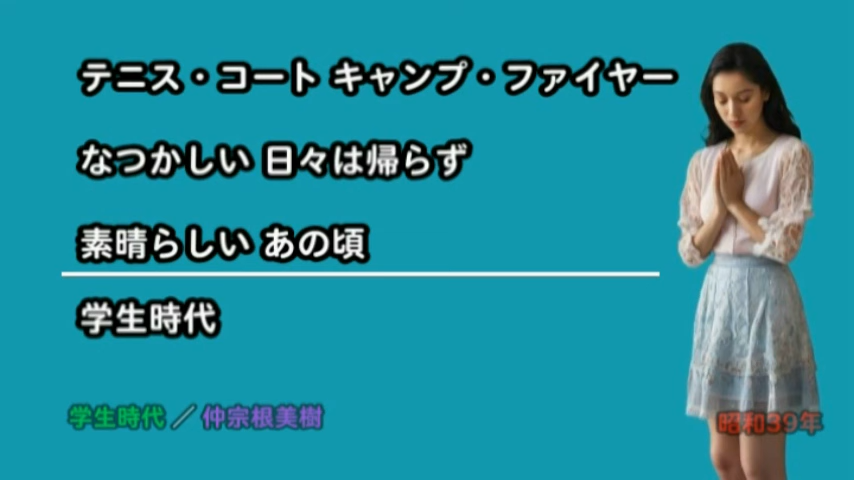 テニス・コート キャンプ・ファイヤー
なつかしい 日々は帰らず
素晴らしい あの頃
学生時代
学生時代 ／ 仲宗根美樹
昭和39年